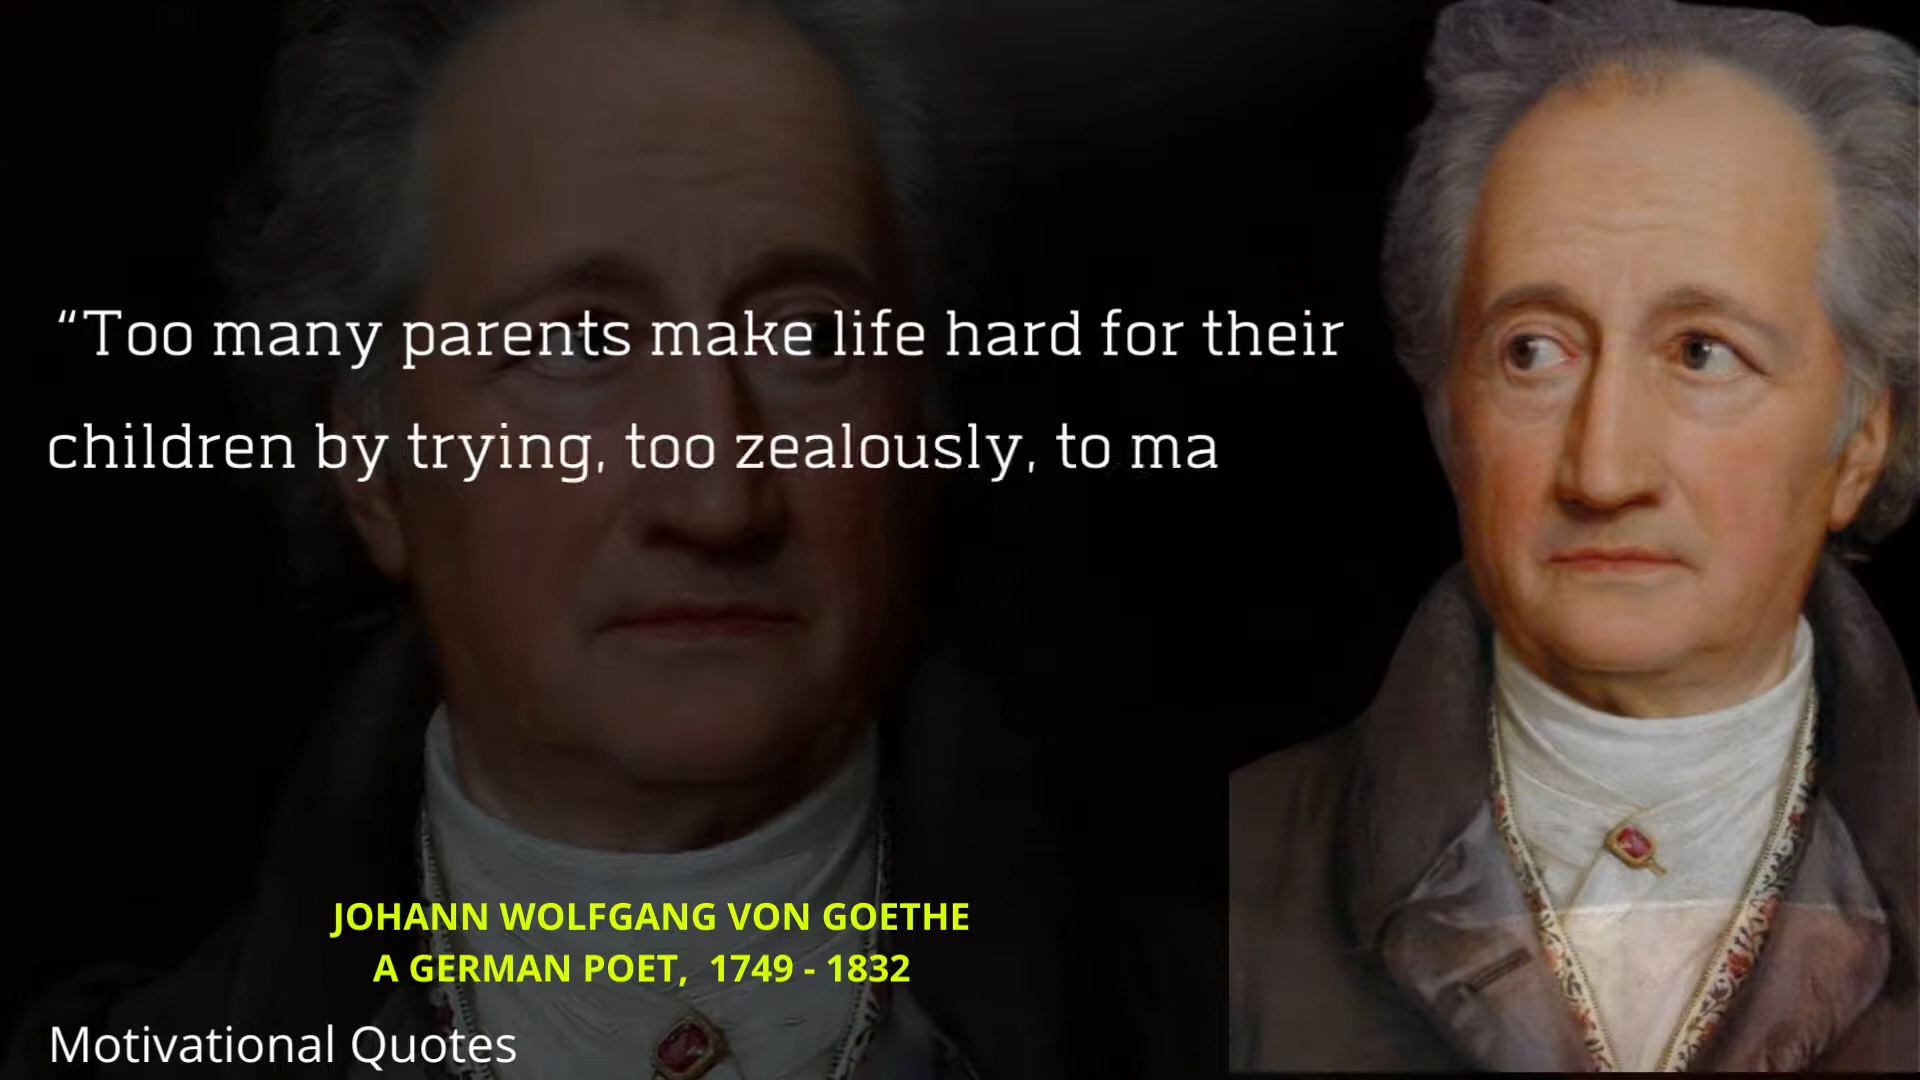 “Too many parents make life hard for their
children by trying, too zealously, to ma
JOHANN WOLFGANG VON GOETHE
A GERMAN POET, 1749 - 1832
Motivational Quotes